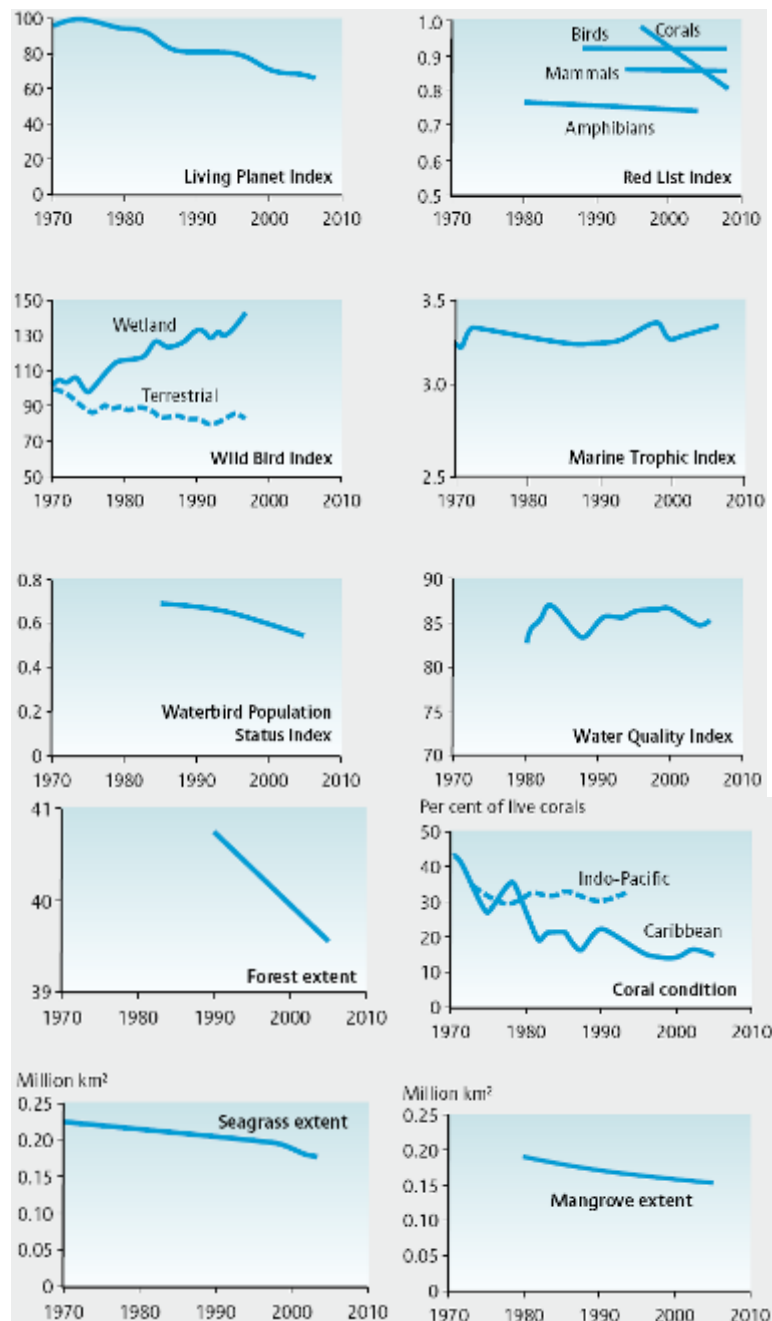 100
80
60
40
20
0
Living Planet Index
1970 1980 1990 2000 2010
1.0
0.9
0.8
0.7
0.6
0.5
Birds
Corals
Mammals
Amphibians
Red List Index
1970 1980 1990 2000 2010
150
130
110
90
70
50
Wetland
Terrestrial
Wild Bird Index
1970 1980 1990 2000 2010
3.5
3.0
2.5
Marine Trophic Index
1970 1980 1990 2000 2010
0.8
0.6
0.4
0.2
0
Waterbird Population
Status Index
1970 1980 1990 2000 2010
90
85
80
75
70
Water Quality Index
1970 1980 1990 2000 2010
41
40
39
Forest extent
1970 1980 1990 2000 2010
Per cent of live corals
50
40
30
20
10
0
Indo-Pacific
Caribbean
Coral condition
1970 1980 1990 2000 2010
Million km²
0.25
0.20
0.15
0.10
0.05
0
Seagrass extent
1970 1980 1990 2000 2010
Million km²
0.25
0.20
0.15
0.10
0.05
0
Mangrove extent
1970 1980 1990 2000 2010